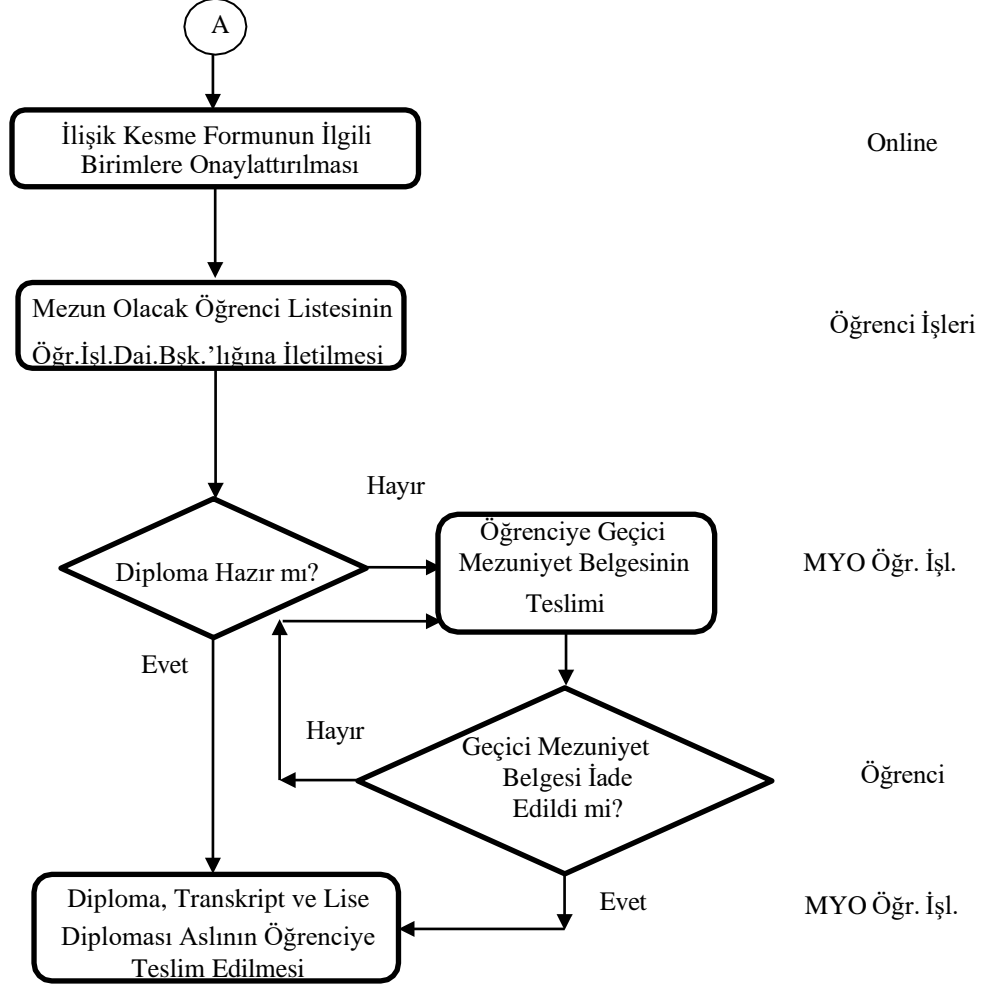 A
İlişik Kesme Formunun İlgili
Birimlere Onaylattırılması
Online
Mezun Olacak Öğrenci Listesinin
Öğr.İşl.Dai.Bşk.’lığına İletilmesi
Öğrenci İşleri
Hayır
Diploma Hazır mı?
Öğrenciye Geçici
Mezuniyet Belgesinin
Teslimi
MYO Öğr. İşl.
Evet
Hayır
Geçici Mezuniyet
Belgesi İade
Edildi mi?
Öğrenci
Diploma, Transkript ve Lise
Diploması Aslının Öğrenciye
Teslim Edilmesi
Evet
MYO Öğr. İşl.